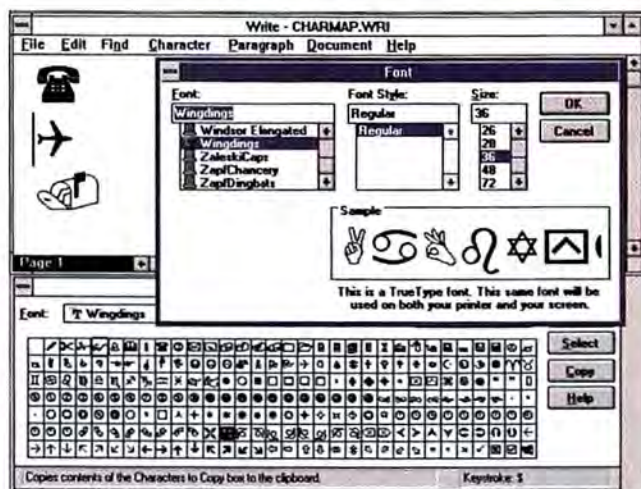 Write - CHARMAP.WRI
File Edit Find Character Paragraph Document Help
Font
Font: Font Style: Size:
Wingdings Regular 36 OK
Windsor Elongated Regular 26 Cancel
Wingdings 28
ZaleskiCaps 36
ZapfChancery 48
ZapfDingbats 72
Sample
Page 1
This is a TrueType font. This same font will be
used on both your printer and your screen.
Font: Wingdings
Select
Copy
Help
Copies contents of the Characters to Copy box to the clipboard. Keystroke: $